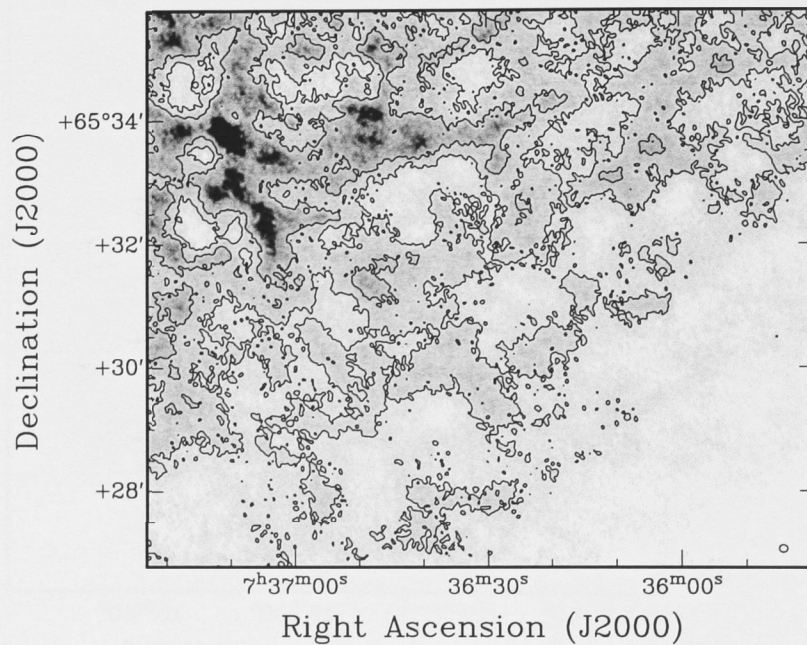 +65°34′
+32′
+30′
+28′
Declination (J2000)
7ʰ37ᵐ00ˢ
36ᵐ30ˢ
36ᵐ00ˢ
Right Ascension (J2000)